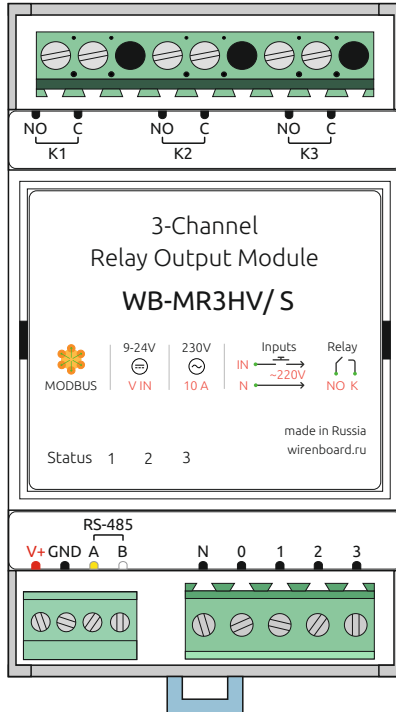 NO C NO C NO C
K1 K2 K3
3-Channel
Relay Output Module
WB-MR3HV/ S
9-24V 230V Inputs Relay
IN
~220V
MODBUS V IN 10 A N NO K
made in Russia
wirenboard.ru
Status 1 2 3
RS-485
V+ GND A B N 0 1 2 3